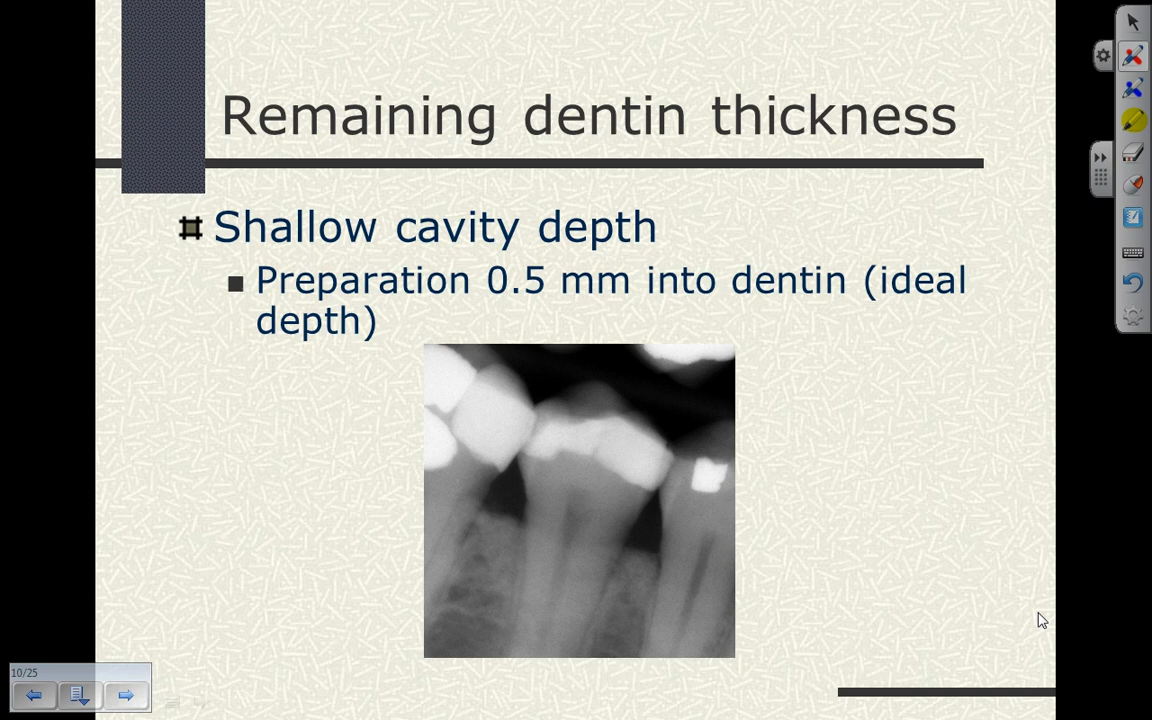 Remaining dentin thickness
Shallow cavity depth
Preparation 0.5 mm into dentin (ideal
depth)
10/25